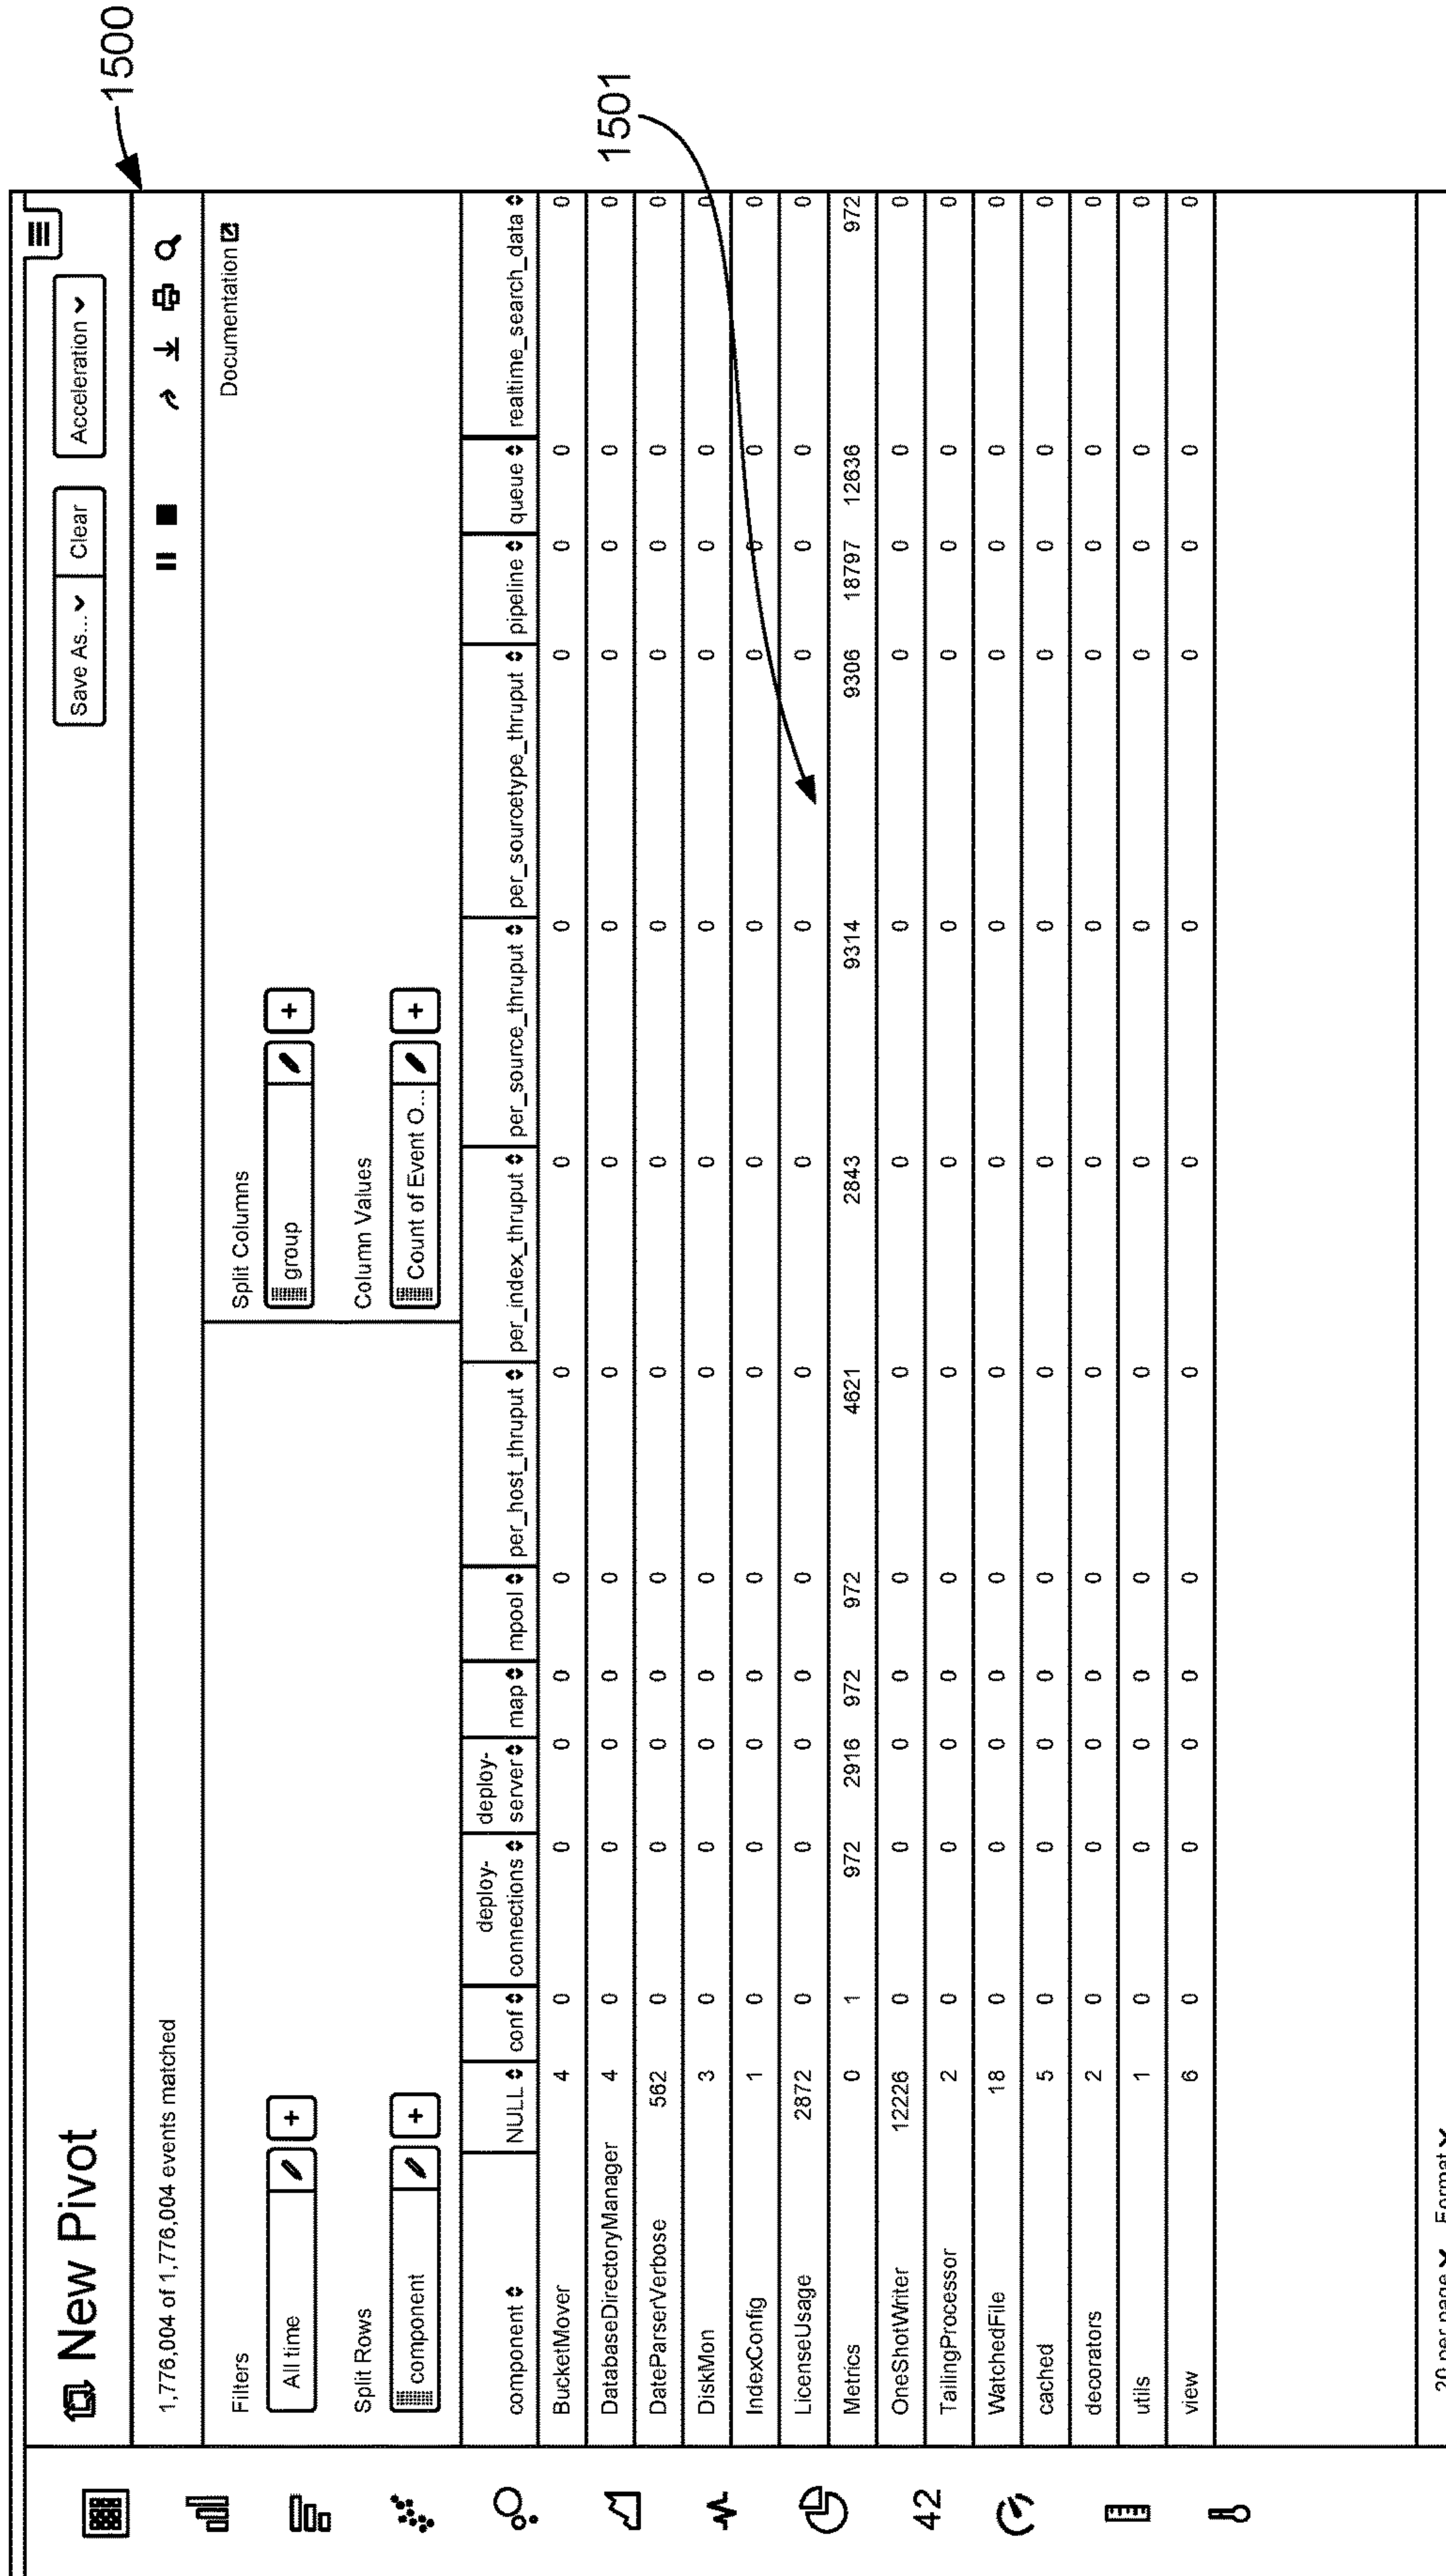 New Pivot
Save As... Clear Acceleration
1500
1,776,004 of 1,776,004 events matched
Filters
All time +
Split Columns
group +
Documentation
Split Rows
component +
Column Values
Count of Event O... +
1501
component NULL conf deploy-connections deploy-server map mpool per_host_thruput per_index_thruput per_source_thruput per_sourcetype_thruput pipeline queue realtime_search_data
BucketMover 4 0 0 0 0 0 0 0 0 0 0 0 0
DatabaseDirectoryManager 4 0 0 0 0 0 0 0 0 0 0 0 0
DateParserVerbose 562 0 0 0 0 0 0 0 0 0 0 0 0
DiskMon 3 0 0 0 0 0 0 0 0 0 0 0 0
IndexConfig 1 0 0 0 0 0 0 0 0 0 0 0 0
LicenseUsage 2872 0 0 0 0 0 0 0 0 0 0 0 0
Metrics 0 1 972 2916 972 972 4621 2843 9314 9306 18797 12636 972
OneShotWriter 12226 0 0 0 0 0 0 0 0 0 0 0 0
TailingProcessor 2 0 0 0 0 0 0 0 0 0 0 0 0
WatchedFile 18 0 0 0 0 0 0 0 0 0 0 0 0
cached 5 0 0 0 0 0 0 0 0 0 0 0 0
decorators 2 0 0 0 0 0 0 0 0 0 0 0 0
utils 1 0 0 0 0 0 0 0 0 0 0 0 0
view 6 0 0 0 0 0 0 0 0 0 0 0 0
42
20 per page Format